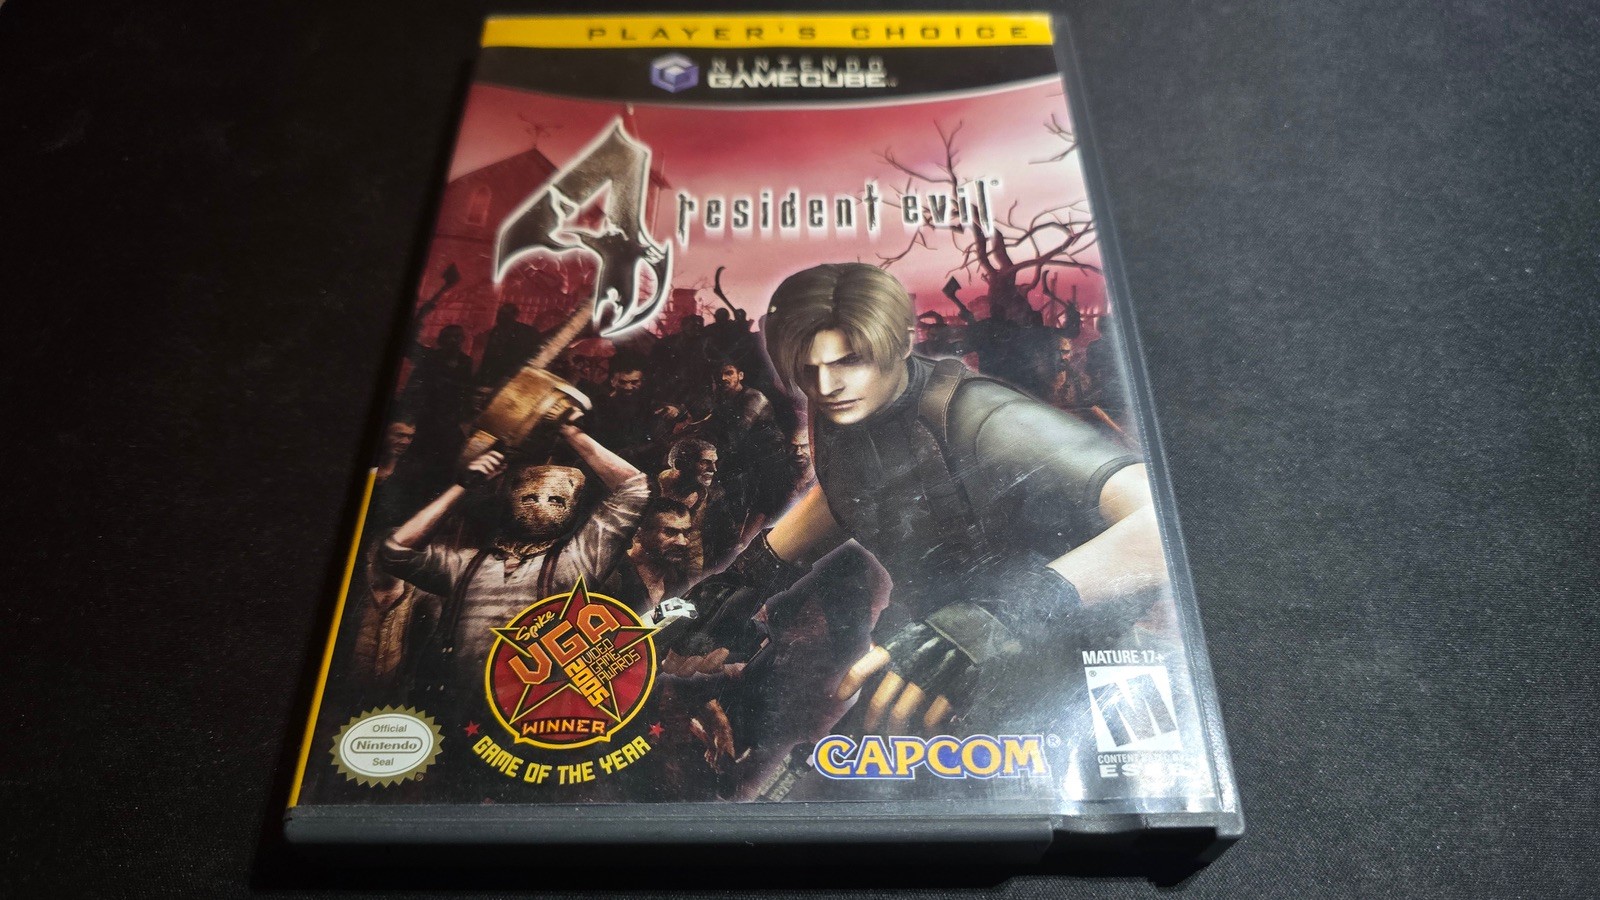 PLAYER'S CHOICE
NINTENDO
GAMECUBE™
4 resident evil
Spike
VGA
VIDEO
GAME
AWARDS
2005
WINNER
GAME OF THE YEAR
Official
Nintendo
Seal
CAPCOM®
MATURE 17+
M